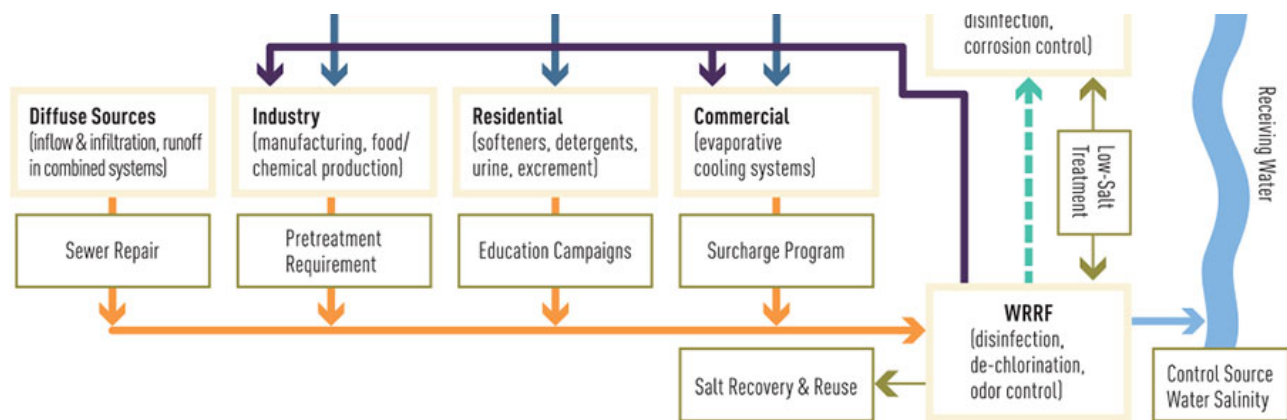 disinfection,
corrosion control)
Diffuse Sources
(inflow & infiltration, runoff
in combined systems)
Industry
(manufacturing, food/
chemical production)
Residential
(softeners, detergents,
urine, excrement)
Commercial
(evaporative
cooling systems)
Low-Salt
Treatment
Receiving Water
Sewer Repair
Pretreatment
Requirement
Education Campaigns
Surcharge Program
WRRF
(disinfection,
de-chlorination,
odor control)
Salt Recovery & Reuse
Control Source
Water Salinity